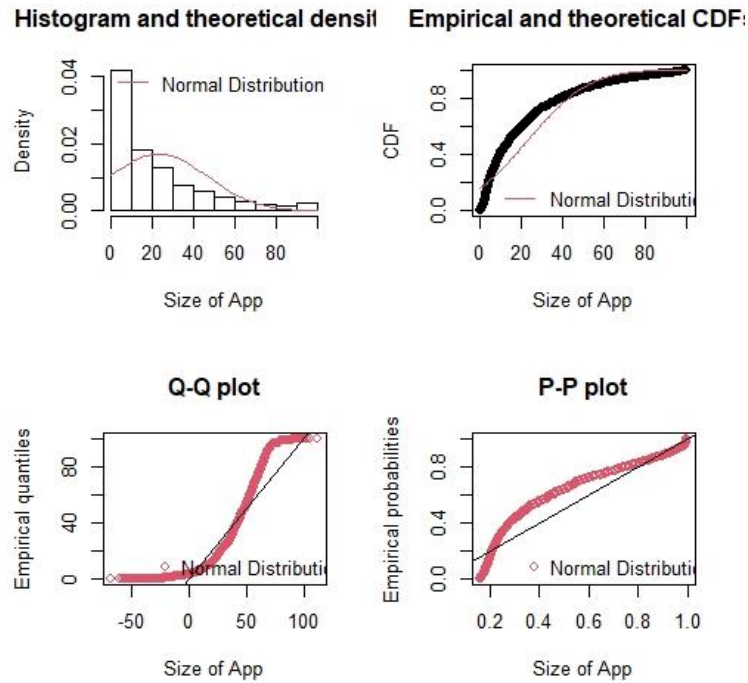 Histogram and theoretical densit
Empirical and theoretical CDFs
Density
0.00 0.02 0.04
Normal Distribution
0 20 40 60 80
Size of App
CDF
0.0 0.4 0.8
Normal Distributi
0 20 40 60 80
Size of App
Q-Q plot
P-P plot
Empirical quantiles
0 40 80
Normal Distributi
-50 0 50 100
Size of App
Empirical probabilities
0.0 0.4 0.8
Normal Distributi
0.2 0.4 0.6 0.8 1.0
Size of App